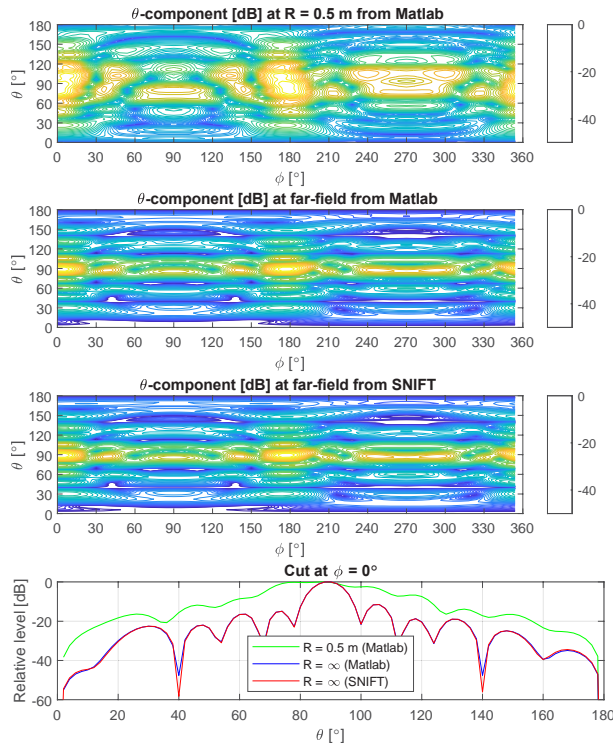 θ-component [dB] at R = 0.5 m from Matlab
180
150
120
90
60
30
0
θ [°]
0 30 60 90 120 150 180 210 240 270 300 330 360
ϕ [°]
0
-20
-40
θ-component [dB] at far-field from Matlab
180
150
120
90
60
30
0
θ [°]
0 30 60 90 120 150 180 210 240 270 300 330 360
ϕ [°]
0
-20
-40
θ-component [dB] at far-field from SNIFT
180
150
120
90
60
30
0
θ [°]
0 30 60 90 120 150 180 210 240 270 300 330 360
ϕ [°]
0
-20
-40
Cut at ϕ = 0°
Relative level [dB]
0
-20
-40
-60
R = 0.5 m (Matlab)
R = ∞ (Matlab)
R = ∞ (SNIFT)
0 20 40 60 80 100 120 140 160 180
θ [°]